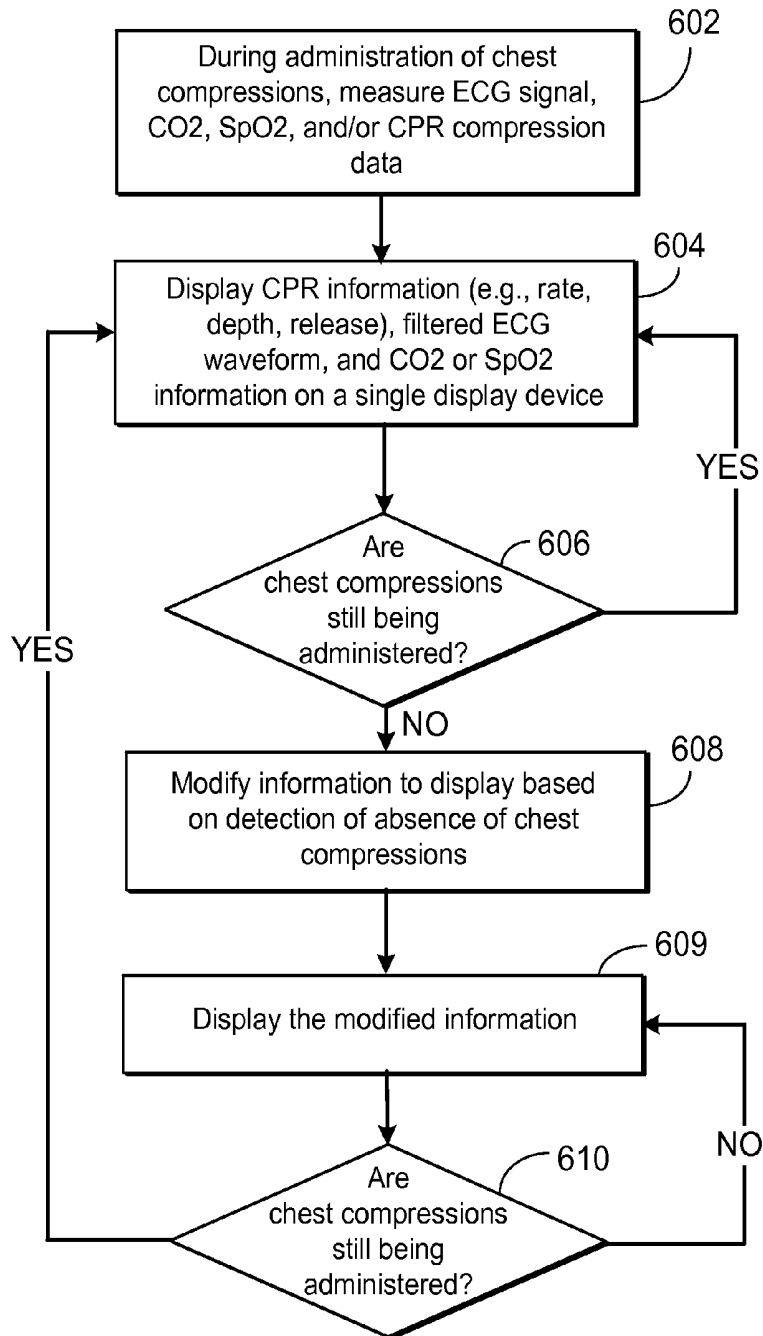 602
During administration of chest
compressions, measure ECG signal,
CO2, SpO2, and/or CPR compression
data
604
Display CPR information (e.g., rate,
depth, release), filtered ECG
waveform, and CO2 or SpO2
information on a single display device
YES
606
Are
chest compressions
still being
administered?
YES
NO
608
Modify information to display based
on detection of absence of chest
compressions
609
Display the modified information
NO
610
Are
chest compressions
still being
administered?